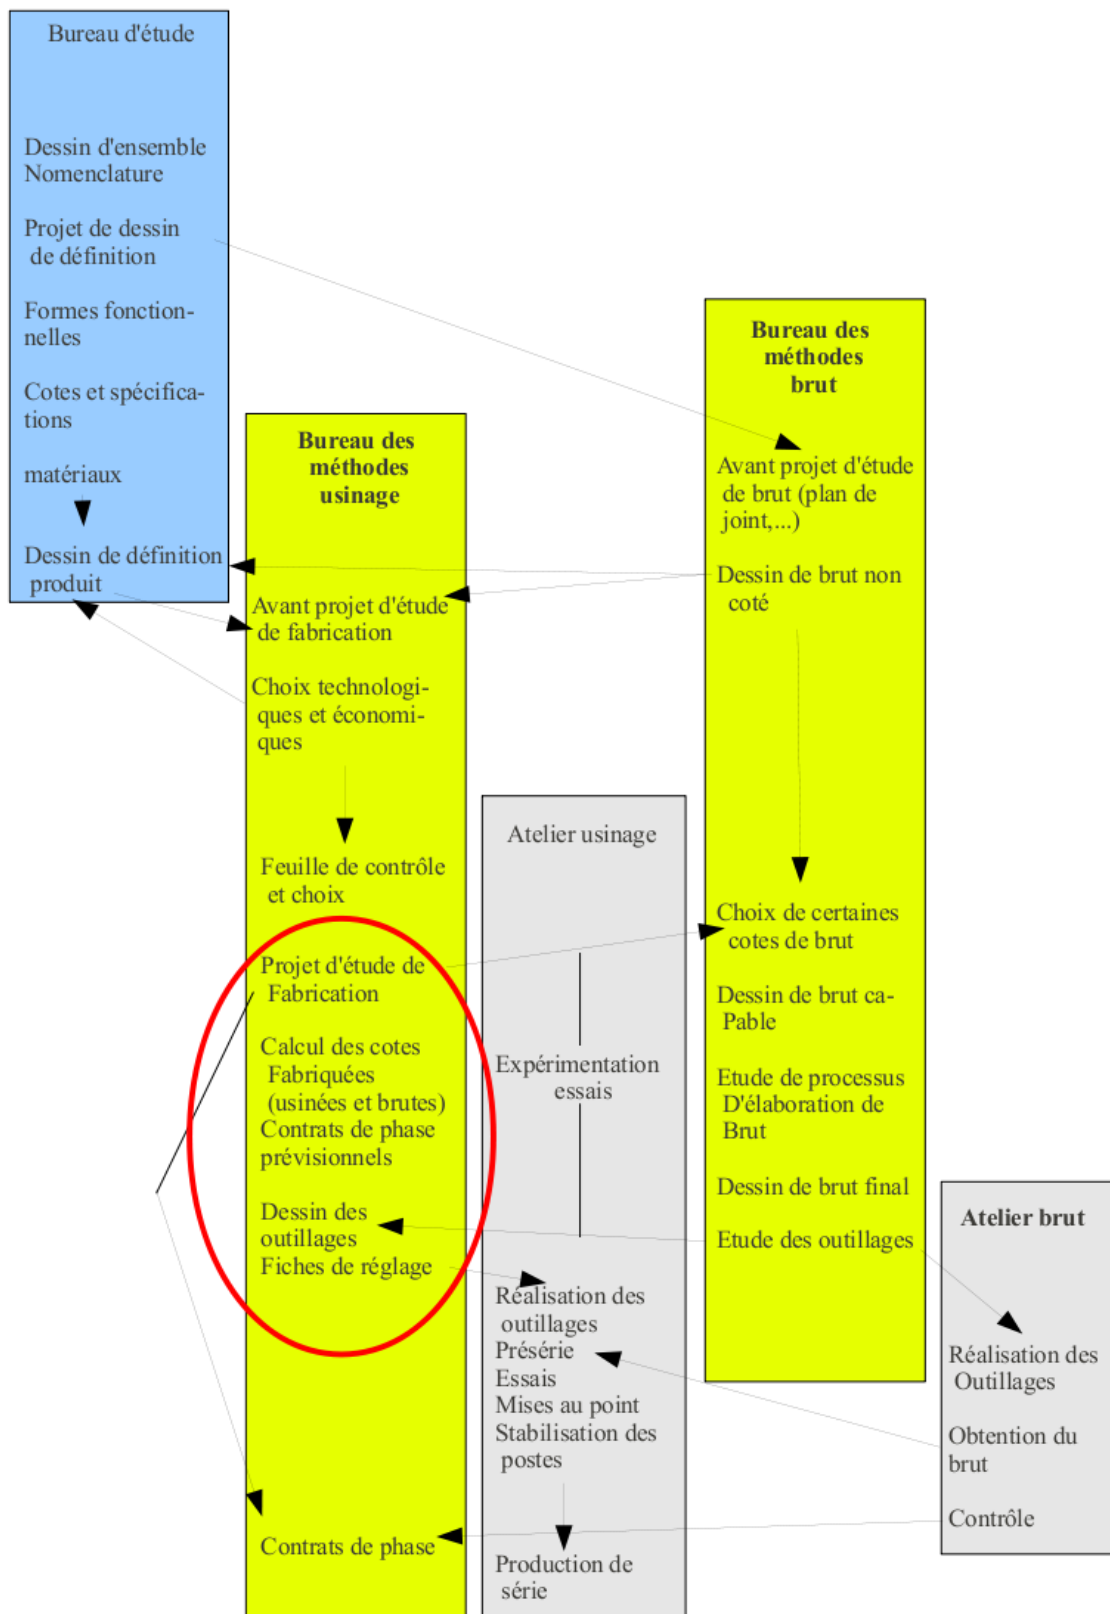 Bureau d'étude
Dessin d'ensemble
Nomenclature
Projet de dessin
de définition
Formes fonction-
nelles
Cotes et spécifica-
tions
matériaux
Dessin de définition
produit
Bureau des
méthodes
usinage
Avant projet d'étude
de fabrication
Choix technologi-
ques et économi-
ques
Feuille de contrôle
et choix
Projet d'étude de
Fabrication
Calcul des cotes
Fabriquées
(usinées et brutes)
Contrats de phase
prévisionnels
Dessin des
outillages
Fiches de réglage
Contrats de phase
Atelier usinage
Expérimentation
essais
Réalisation des
outillages
Présérie
Essais
Mises au point
Stabilisation des
postes
Production de
série
Bureau des
méthodes
brut
Avant projet d'étude
de brut (plan de
joint,...)
Dessin de brut non
coté
Choix de certaines
cotes de brut
Dessin de brut ca-
Pable
Etude de processus
D'élaboration de
Brut
Dessin de brut final
Etude des outillages
Atelier brut
Réalisation des
Outillages
Obtention du
brut
Contrôle